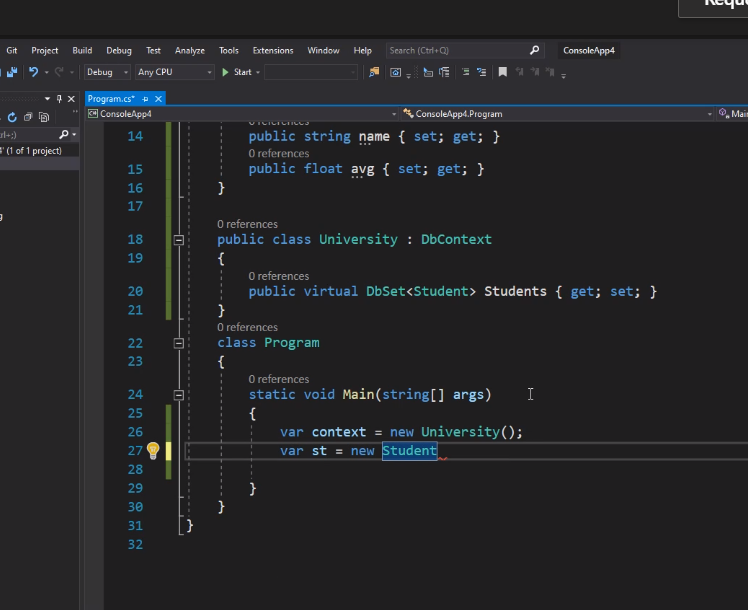 Git Project Build Debug Test Analyze Tools Extensions Window Help Search (Ctrl+Q) ConsoleApp4
Debug Any CPU Start
Program.cs*
ConsoleApp4 ConsoleApp4.Program
(1 of 1 project)
0 references
14 public string name { set; get; }
0 references
15 public float avg { set; get; }
16 }
17
0 references
18 public class University : DbContext
19 {
0 references
20 public virtual DbSet<Student> Students { get; set; }
21 }
0 references
22 class Program
23 {
0 references
24 static void Main(string[] args)
25 {
26 var context = new University();
27 var st = new Student
28
29 }
30 }
31 }
32